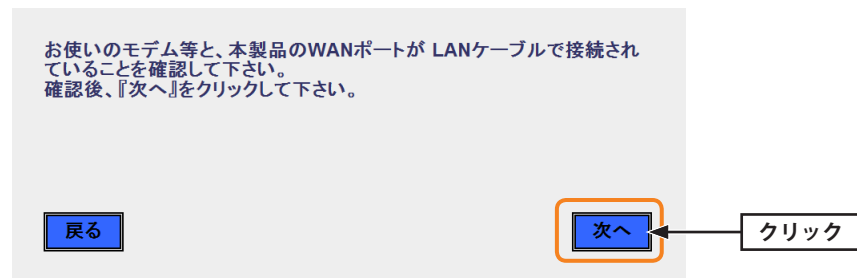 お使いのモデム等と、本製品のWANポートが LANケーブルで接続され
ていることを確認して下さい。
確認後、『次へ』をクリックして下さい。
戻る
次へ
クリック